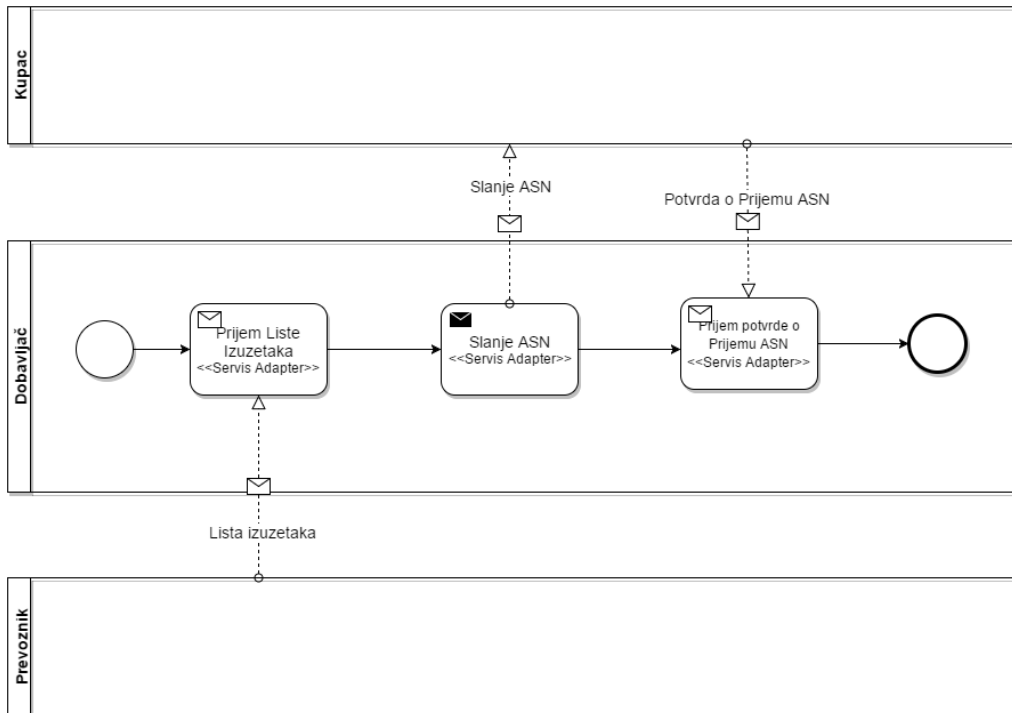 Kupac
Slanje ASN
Potvrda o Prijemu ASN
Dobavljač
Prijem Liste
Izuzetaka
<<Servis Adapter>>
Slanje ASN
<<Servis Adapter>>
Prijem potvrde o
Prijemu ASN
<<Servis Adapter>>
Lista izuzetaka
Prevoznik